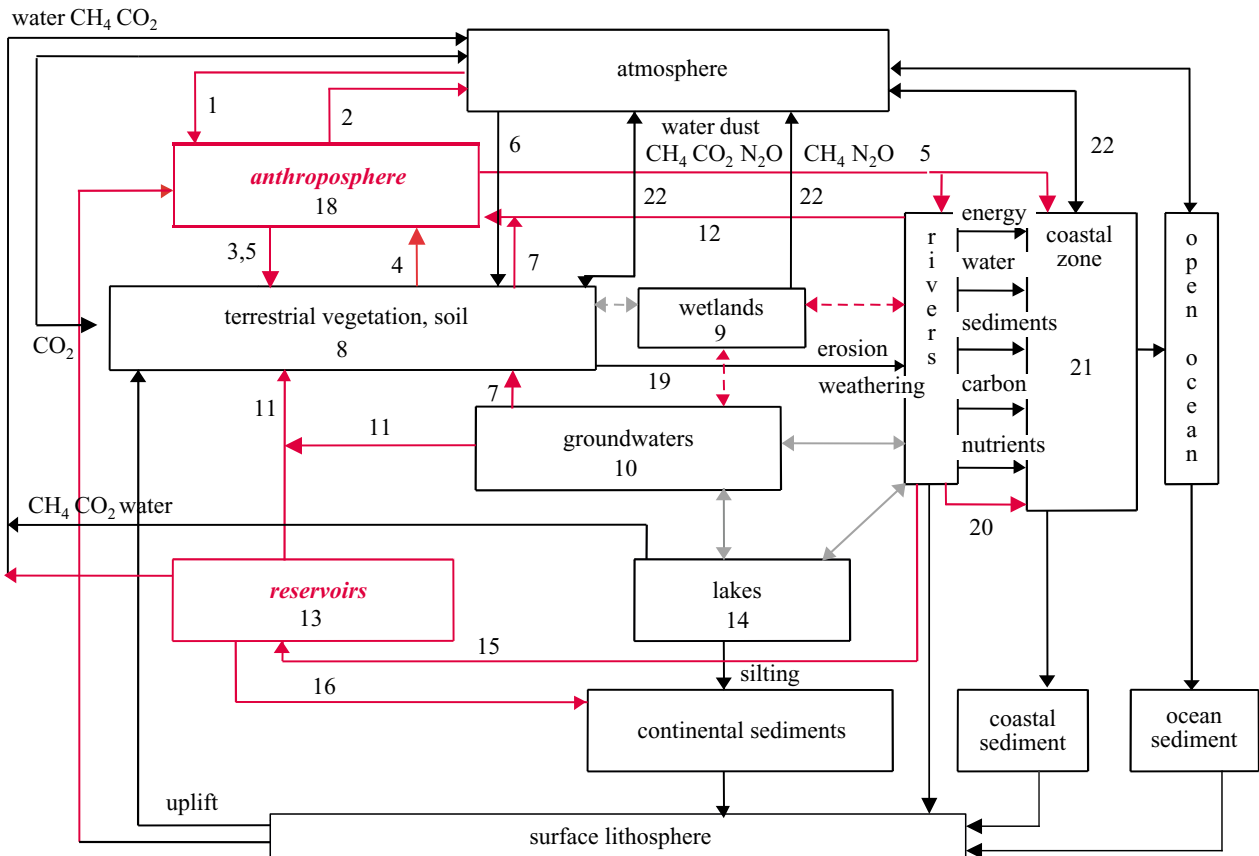 water CH₄ CO₂
atmosphere
1
2
6
water dust
CH₄ CO₂ N₂O
CH₄ N₂O
5
22
anthroposphere
18
22
22
12
3,5
4
7
rivers
energy
water
sediments
carbon
nutrients
coastal
zone
21
open ocean
terrestrial vegetation, soil
8
wetlands
9
CO₂
erosion
19
weathering
7
11
11
groundwaters
10
CH₄ CO₂ water
20
reservoirs
13
lakes
14
15
silting
16
continental sediments
coastal
sediment
ocean
sediment
uplift
surface lithosphere